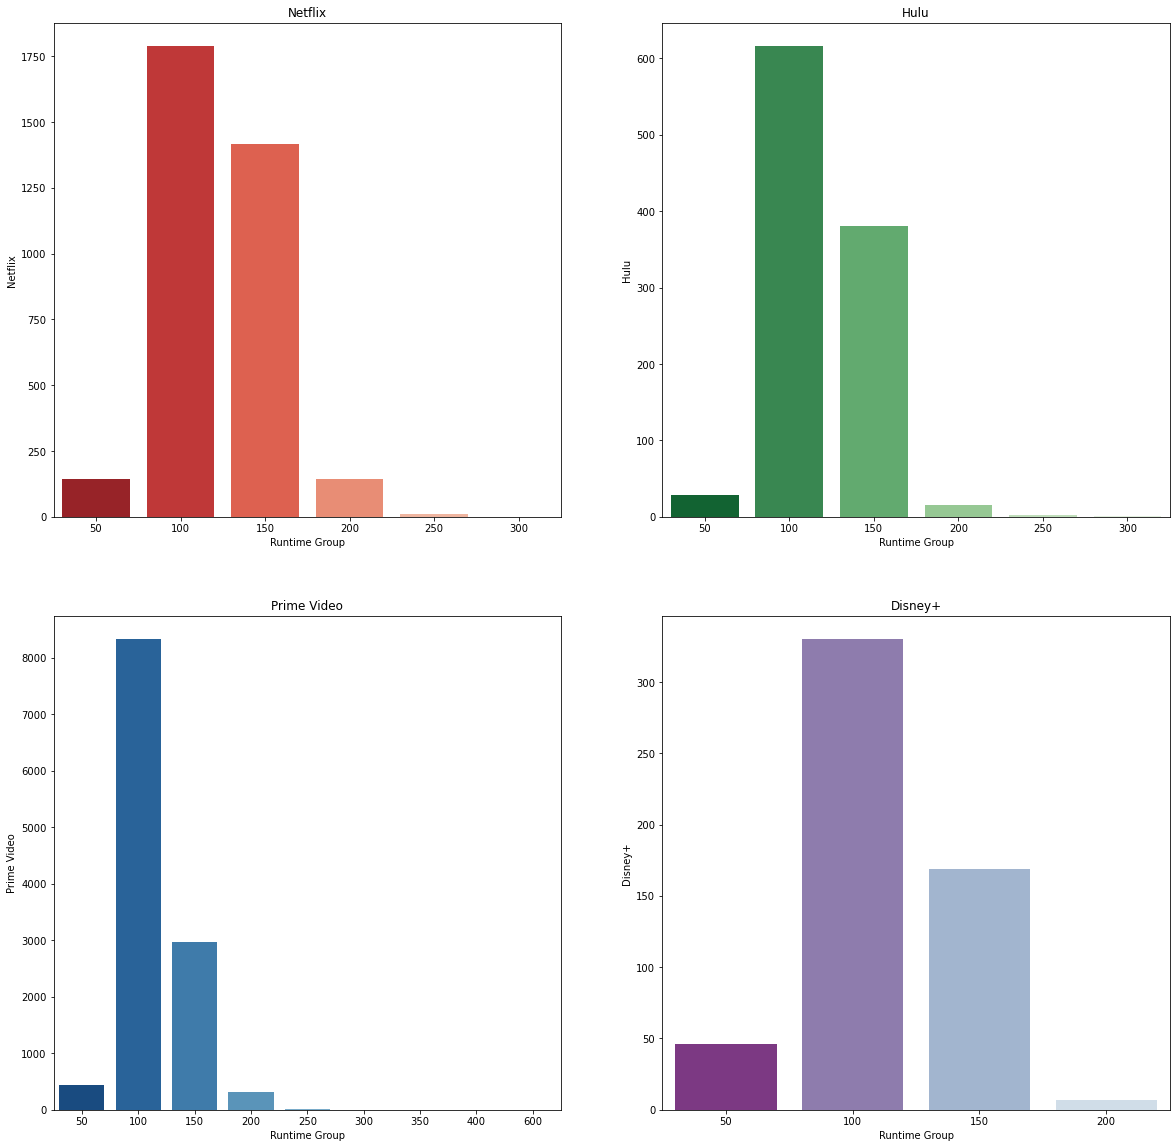 Netflix
Netflix
1750
1500
1250
1000
750
500
250
0
50 100 150 200 250 300
Runtime Group
Hulu
Hulu
600
500
400
300
200
100
0
50 100 150 200 250 300
Runtime Group
Prime Video
Prime Video
8000
7000
6000
5000
4000
3000
2000
1000
0
50 100 150 200 250 300 350 400 600
Runtime Group
Disney+
Disney+
300
250
200
150
100
50
0
50 100 150 200
Runtime Group